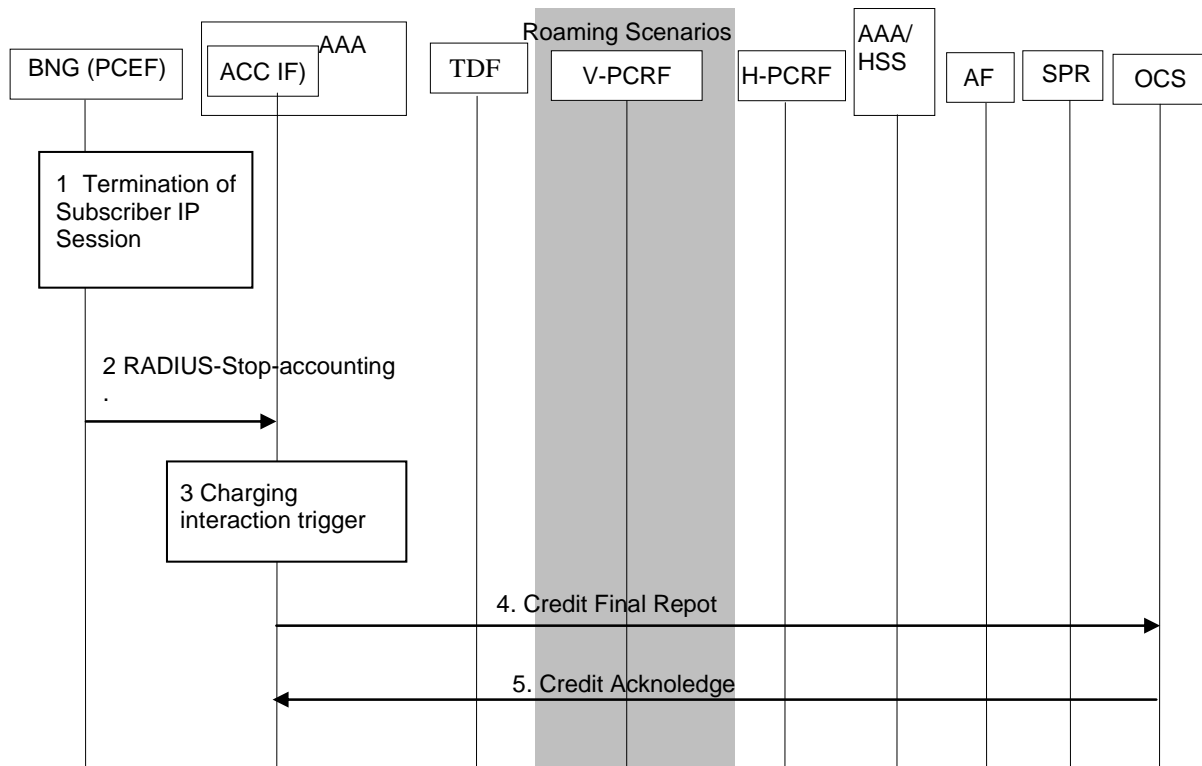 Roaming Scenarios
BNG (PCEF)
AAA
ACC IF)
TDF
V-PCRF
H-PCRF
AAA/
HSS
AF
SPR
OCS
1 Termination of
Subscriber IP
Session
2 RADIUS-Stop-accounting
.
3 Charging
interaction trigger
4. Credit Final Repot
5. Credit Acknoledge